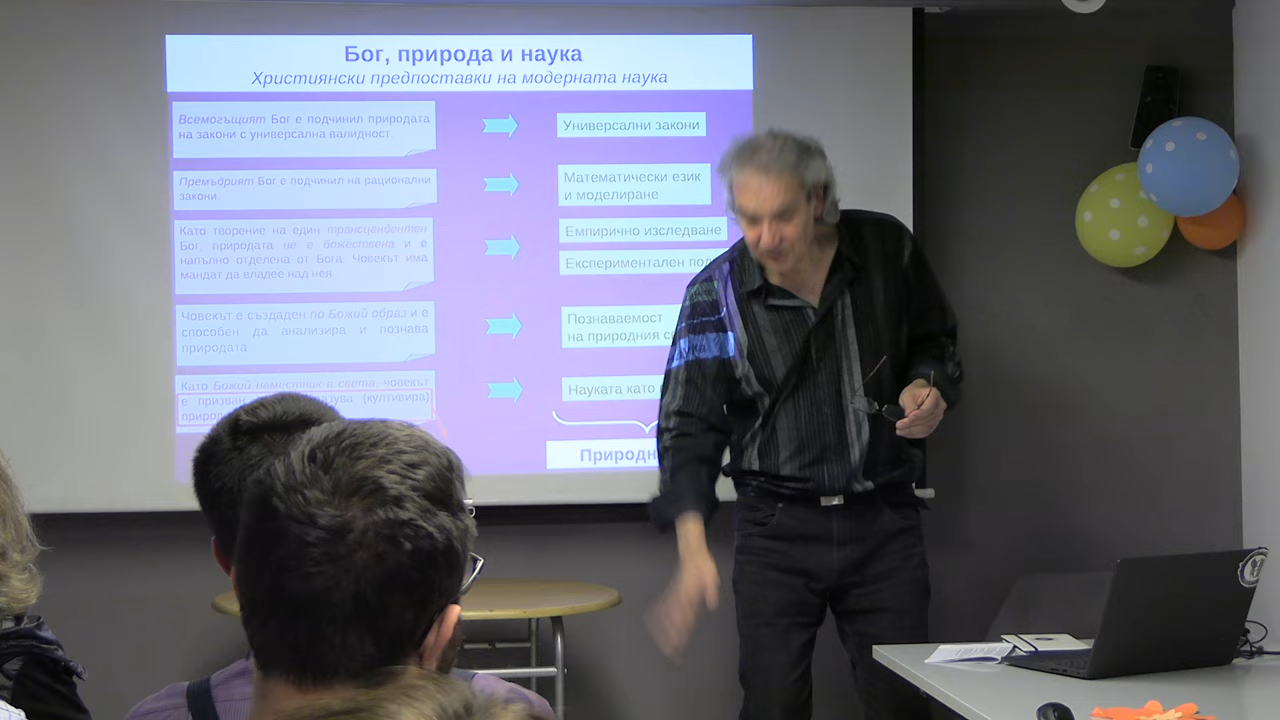 Бог, природа и наука
Християнски предпоставки на модерната наука
Всемогъщият Бог е подчинил природата
на закони с универсална валидност.
Универсални закони
Премъдрият Бог е подчинил на рационални
закони.
Математически език
и моделиране
Като творение на един трансцендентен
Бог, природата не е божествена и е
напълно отделена от Бога. Човекът има
мандат да владее над нея.
Емпирично изследване
Експериментален
Човекът е създаден по Божий образ и е
способен да анализира и познава
природата
Познаваемост
на природния
Като Божий наместник в света, човекът
е призван (култивира)
Науката като